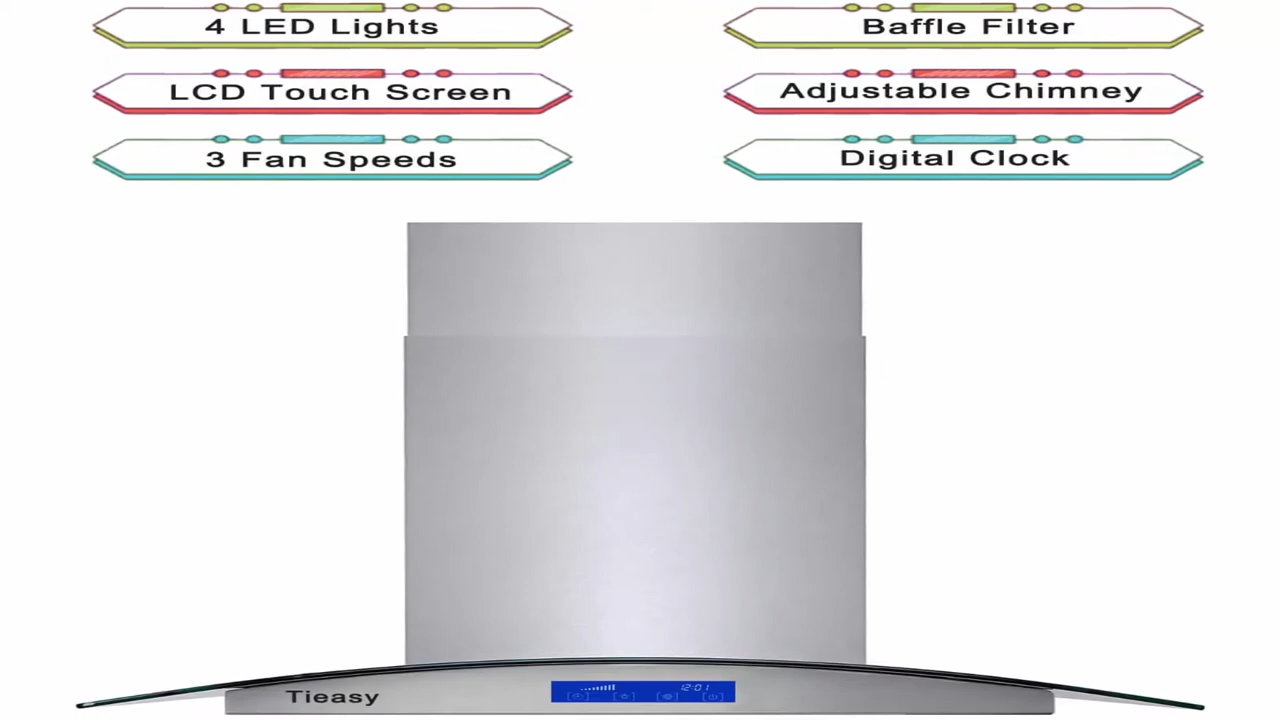 4 LED Lights
Baffle Filter
LCD Touch Screen
Adjustable Chimney
3 Fan Speeds
Digital Clock
Tieasy
12:01